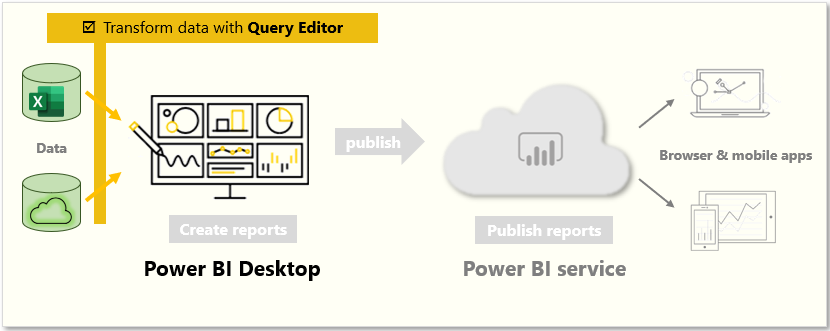 ☑ Transform data with Query Editor
X
Data
publish
Browser & mobile apps
Create reports
Publish reports
Power BI Desktop
Power BI service